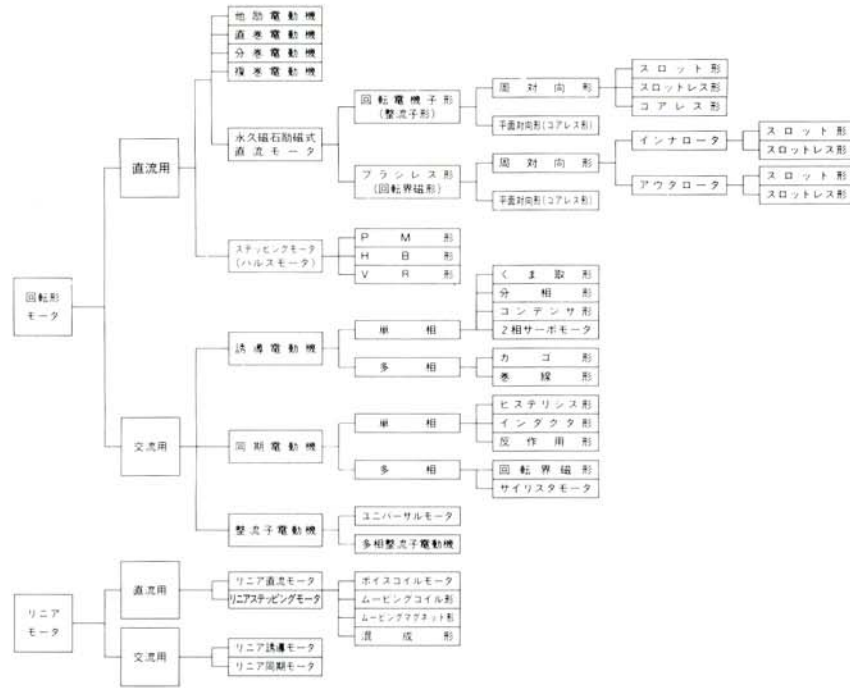 他励電動機
直巻電動機
分巻電動機
複巻電動機
回転電機子形
(整流子形)
周対向形
スロット形
スロットレス形
コアレス形
平面対向形(コアレス形)
永久磁石励磁式
直流モータ
インナロータ
スロット形
スロットレス形
ブラシレス形
(回転界磁形)
周対向形
アウタロータ
スロット形
スロットレス形
平面対向形(コアレス形)
直流用
ステッピングモータ
(パルスモータ)
PM形
HB形
VR形
回転形
モータ
くま取形
分相形
コンデンサ形
2相サーボモータ
誘導電動機
単相
多相
カゴ形
巻線形
交流用
同期電動機
単相
ヒステリシス形
インダクタ形
反作用形
多相
回転界磁形
サイリスタモータ
整流子電動機
ユニバーサルモータ
多相整流子電動機
リニア
モータ
直流用
リニア直流モータ
リニアステッピングモータ
ボイスコイルモータ
ムービングコイル形
ムービングマグネット形
混成形
交流用
リニア誘導モータ
リニア同期モータ